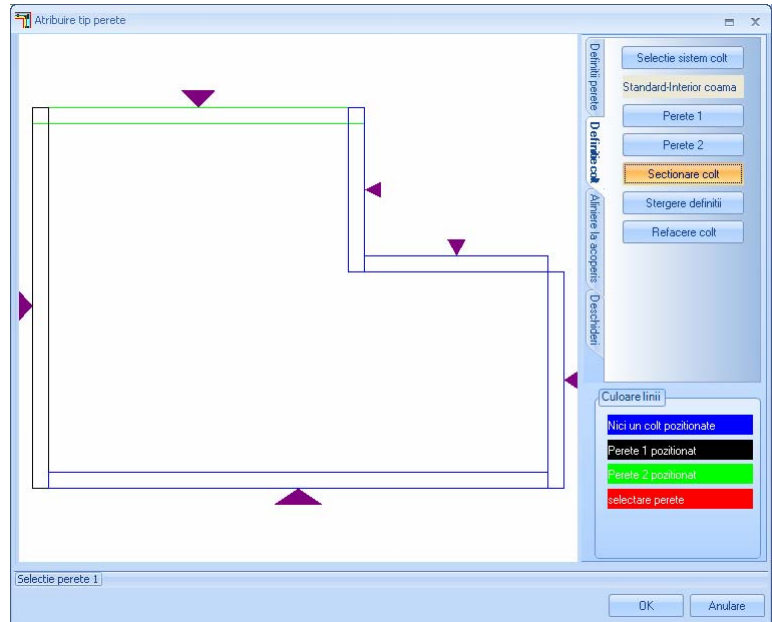 Atribuire tip perete
Definitii perete
Definitie colt
Aliniere la acoperis
Deschideri
Selectie sistem colt
Standard-Interior coama
Perete 1
Perete 2
Sectionare colt
Stergere definitii
Refacere colt
Culoare linii
Nici un colt pozitionate
Perete 1 pozitionat
Perete 2 pozitionat
selectare perete
Selectie perete 1
OK
Anulare